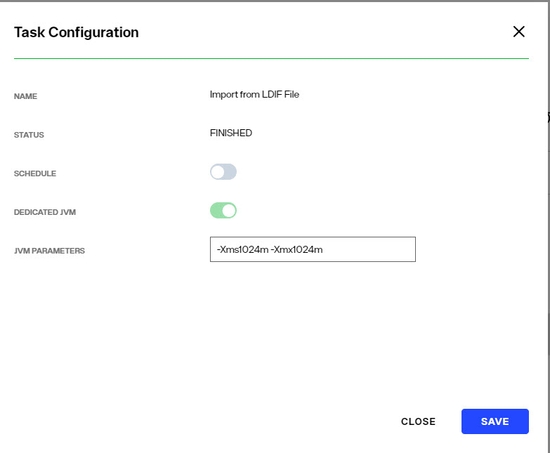 Task Configuration
NAME Import from LDIF File
STATUS FINISHED
SCHEDULE
DEDICATED JVM
JVM PARAMETERS -Xms1024m -Xmx1024m
CLOSE SAVE